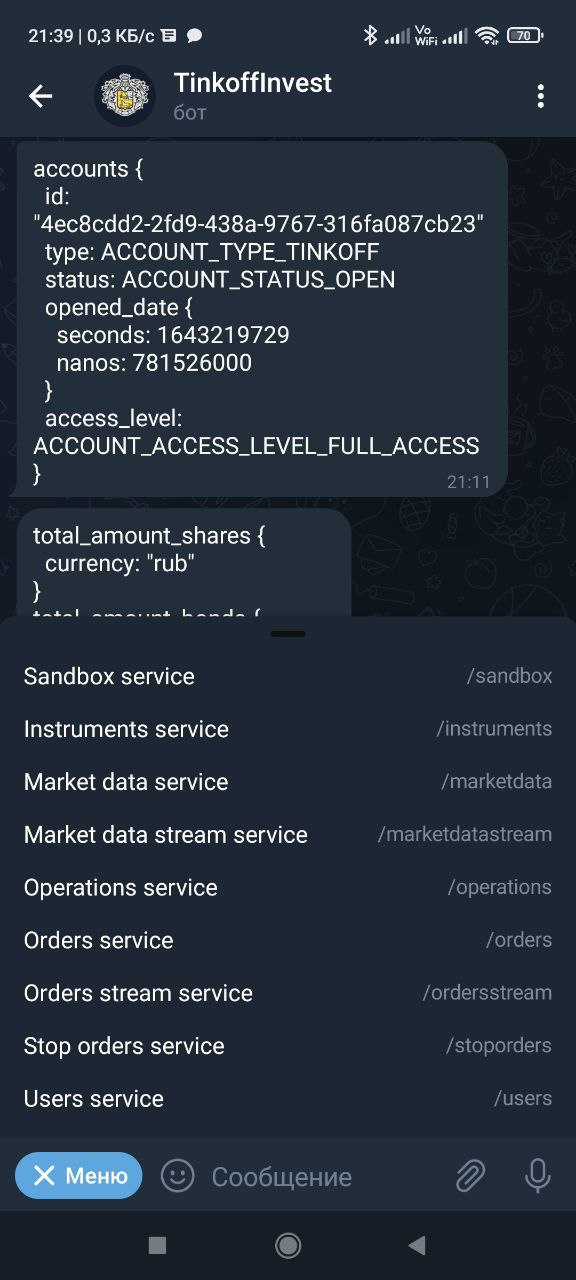 21:39 | 0,3 КБ/с
Vo
WiFi
70
TinkoffInvest
бот
accounts {
id:
"4ec8cdd2-2fd9-438a-9767-316fa087cb23"
type: ACCOUNT_TYPE_TINKOFF
status: ACCOUNT_STATUS_OPEN
opened_date {
seconds: 1643219729
nanos: 781526000
}
access_level:
ACCOUNT_ACCESS_LEVEL_FULL_ACCESS
}
21:11
total_amount_shares {
currency: "rub"
}
total_amount_bonds {
Sandbox service /sandbox
Instruments service /instruments
Market data service /marketdata
Market data stream service /marketdatastream
Operations service /operations
Orders service /orders
Orders stream service /ordersstream
Stop orders service /stoporders
Users service /users
Меню
Сообщение